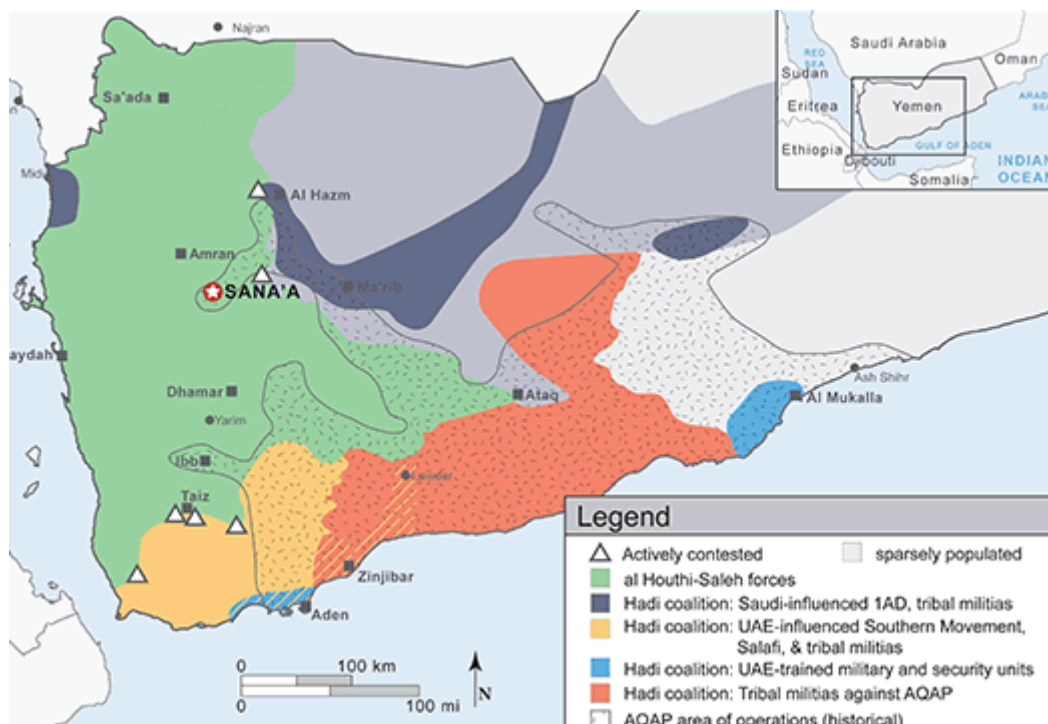 Najran
Sa'ada
Midi
Al Hazm
Amran
SANA'A
Ma'rib
aydah
Dhamar
Yarim
Ataq
Ash Shihr
Al Mukalla
Ibb
Lawder
Taiz
Zinjibar
Aden
0 100 km
0 100 mi
N
Saudi Arabia
RED
SEA
Oman
Sudan
ARAB
SEA
Eritrea
Yemen
Ethiopia
GULF OF ADEN
Djibouti
INDIAN
OCEAN
Somalia
Legend
Actively contested
sparsely populated
al Houthi-Saleh forces
Hadi coalition: Saudi-influenced 1AD, tribal militias
Hadi coalition: UAE-influenced Southern Movement,
Salafi, & tribal militias
Hadi coalition: UAE-trained military and security units
Hadi coalition: Tribal militias against AQAP
AQAP area of operations (historical)